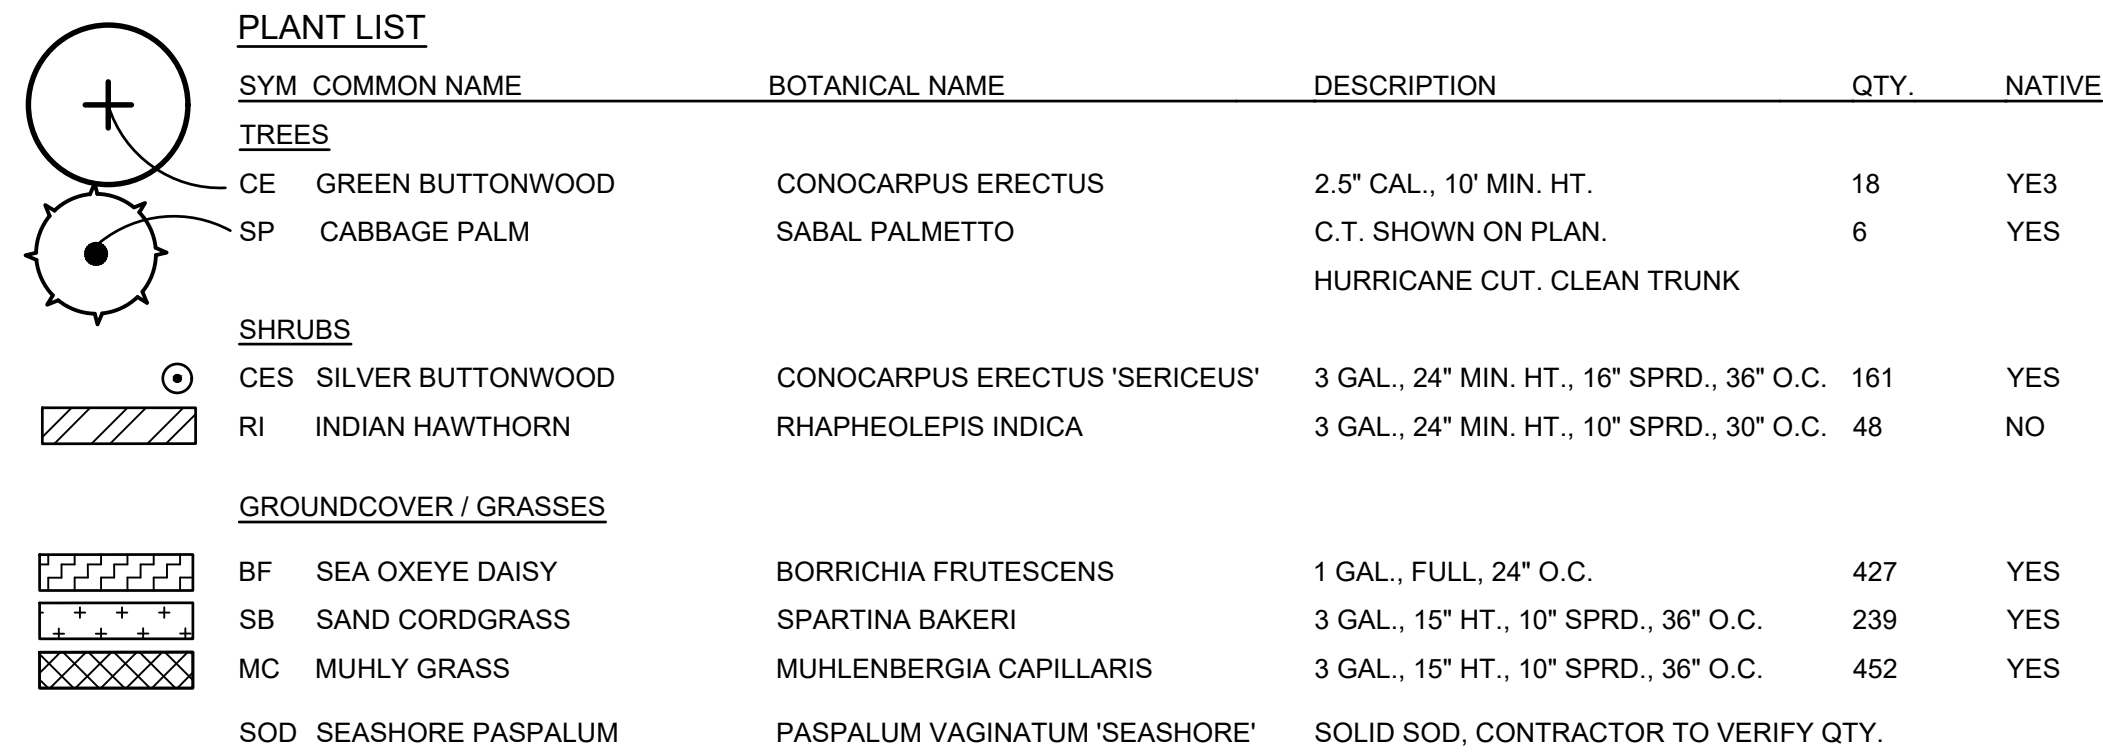 PLANT LIST
SYM COMMON NAME BOTANICAL NAME DESCRIPTION QTY. NATIVE
TREES
CE GREEN BUTTONWOOD CONOCARPUS ERECTUS 2.5" CAL., 10' MIN. HT. 18 YE3
SP CABBAGE PALM SABAL PALMETTO C.T. SHOWN ON PLAN. 6 YES
HURRICANE CUT. CLEAN TRUNK
SHRUBS
CES SILVER BUTTONWOOD CONOCARPUS ERECTUS 'SERICEUS' 3 GAL., 24" MIN. HT., 16" SPRD., 36" O.C. 161 YES
RI INDIAN HAWTHORN RHAPHEOLEPIS INDICA 3 GAL., 24" MIN. HT., 10" SPRD., 30" O.C. 48 NO
GROUNDCOVER / GRASSES
BF SEA OXEYE DAISY BORRICHIA FRUTESCENS 1 GAL., FULL, 24" O.C. 427 YES
SB SAND CORDGRASS SPARTINA BAKERI 3 GAL., 15" HT., 10" SPRD., 36" O.C. 239 YES
MC MUHLY GRASS MUHLENBERGIA CAPILLARIS 3 GAL., 15" HT., 10" SPRD., 36" O.C. 452 YES
SOD SEASHORE PASPALUM PASPALUM VAGINATUM 'SEASHORE' SOLID SOD, CONTRACTOR TO VERIFY QTY.